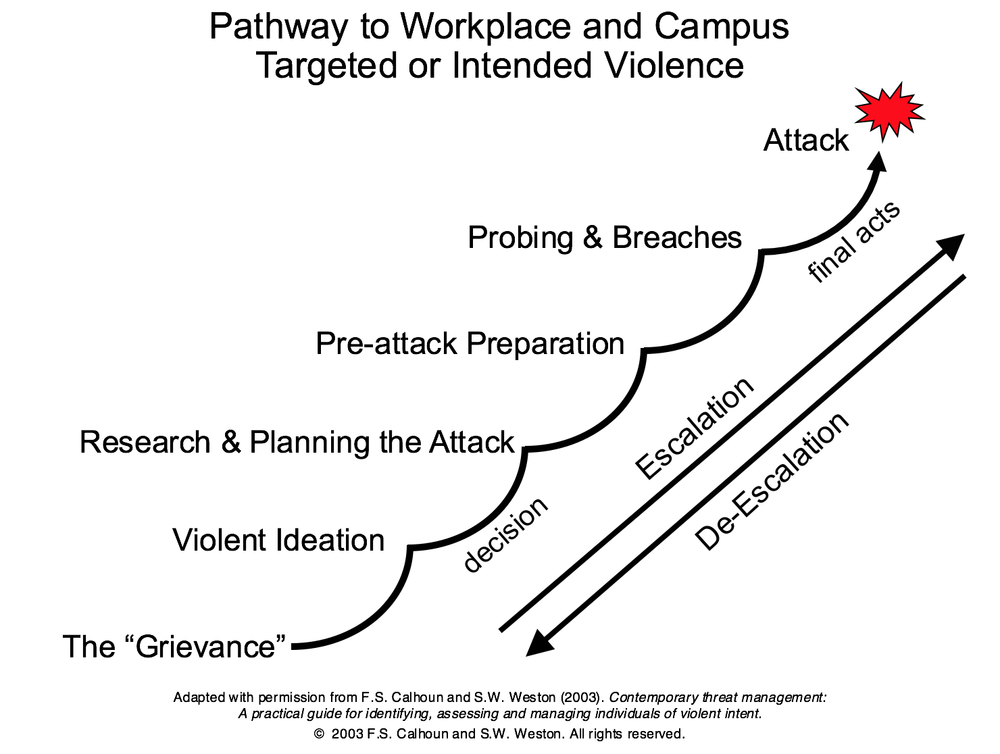 Pathway to Workplace and Campus
Targeted or Intended Violence
Attack
Probing & Breaches
final acts
Pre-attack Preparation
Escalation
De-Escalation
Research & Planning the Attack
decision
Violent Ideation
The “Grievance”
Adapted with permission from F.S. Calhoun and S.W. Weston (2003). Contemporary threat management:
A practical guide for identifying, assessing and managing individuals of violent intent.
© 2003 F.S. Calhoun and S.W. Weston. All rights reserved.